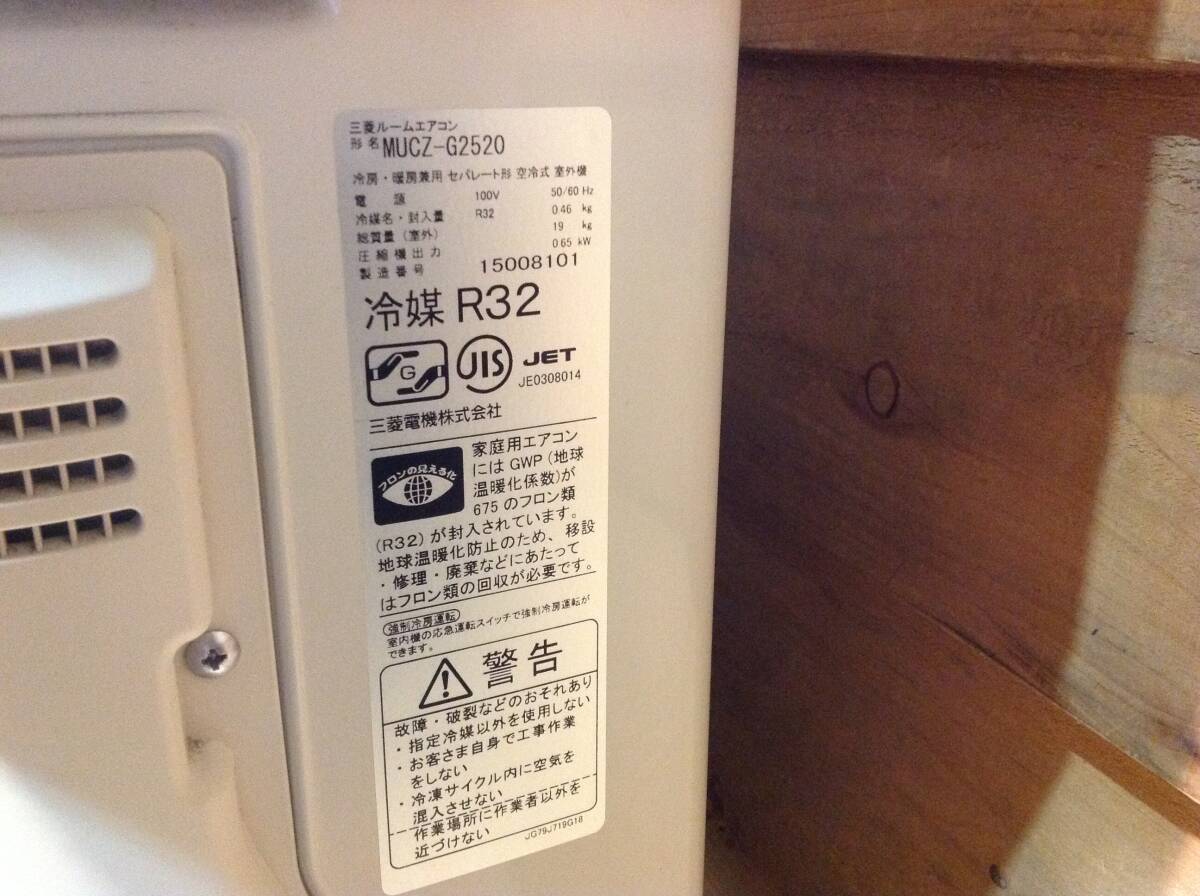 三菱ルームエアコン
形名 MUCZ-G2520
冷房・暖房兼用 セパレート形 空冷式 室外機
電 源 100V 50/60 Hz
冷媒名・封入量 R32 0.46 kg
総質量 (室外) 19 kg
圧縮機出力 0.65 kW
製造番号 15008101
冷媒 R32
G
JIS
JET
JE0308014
三菱電機株式会社
フロンの見える化
家庭用エアコン
にはGWP(地球
温暖化係数)が
675のフロン類
(R32)が封入されています。
地球温暖化防止のため、移設
・修理・廃棄などにあたって
はフロン類の回収が必要です。
強制冷房運転
室内機の応急運転スイッチで強制冷房運転が
できます。
警告
故障・破裂などのおそれあり
・指定冷媒以外を使用しない
・お客さま自身で工事作業
をしない
・冷凍サイクル内に空気を
混入させない
作業場所に作業者以外を
近づけない
JG79J719G18